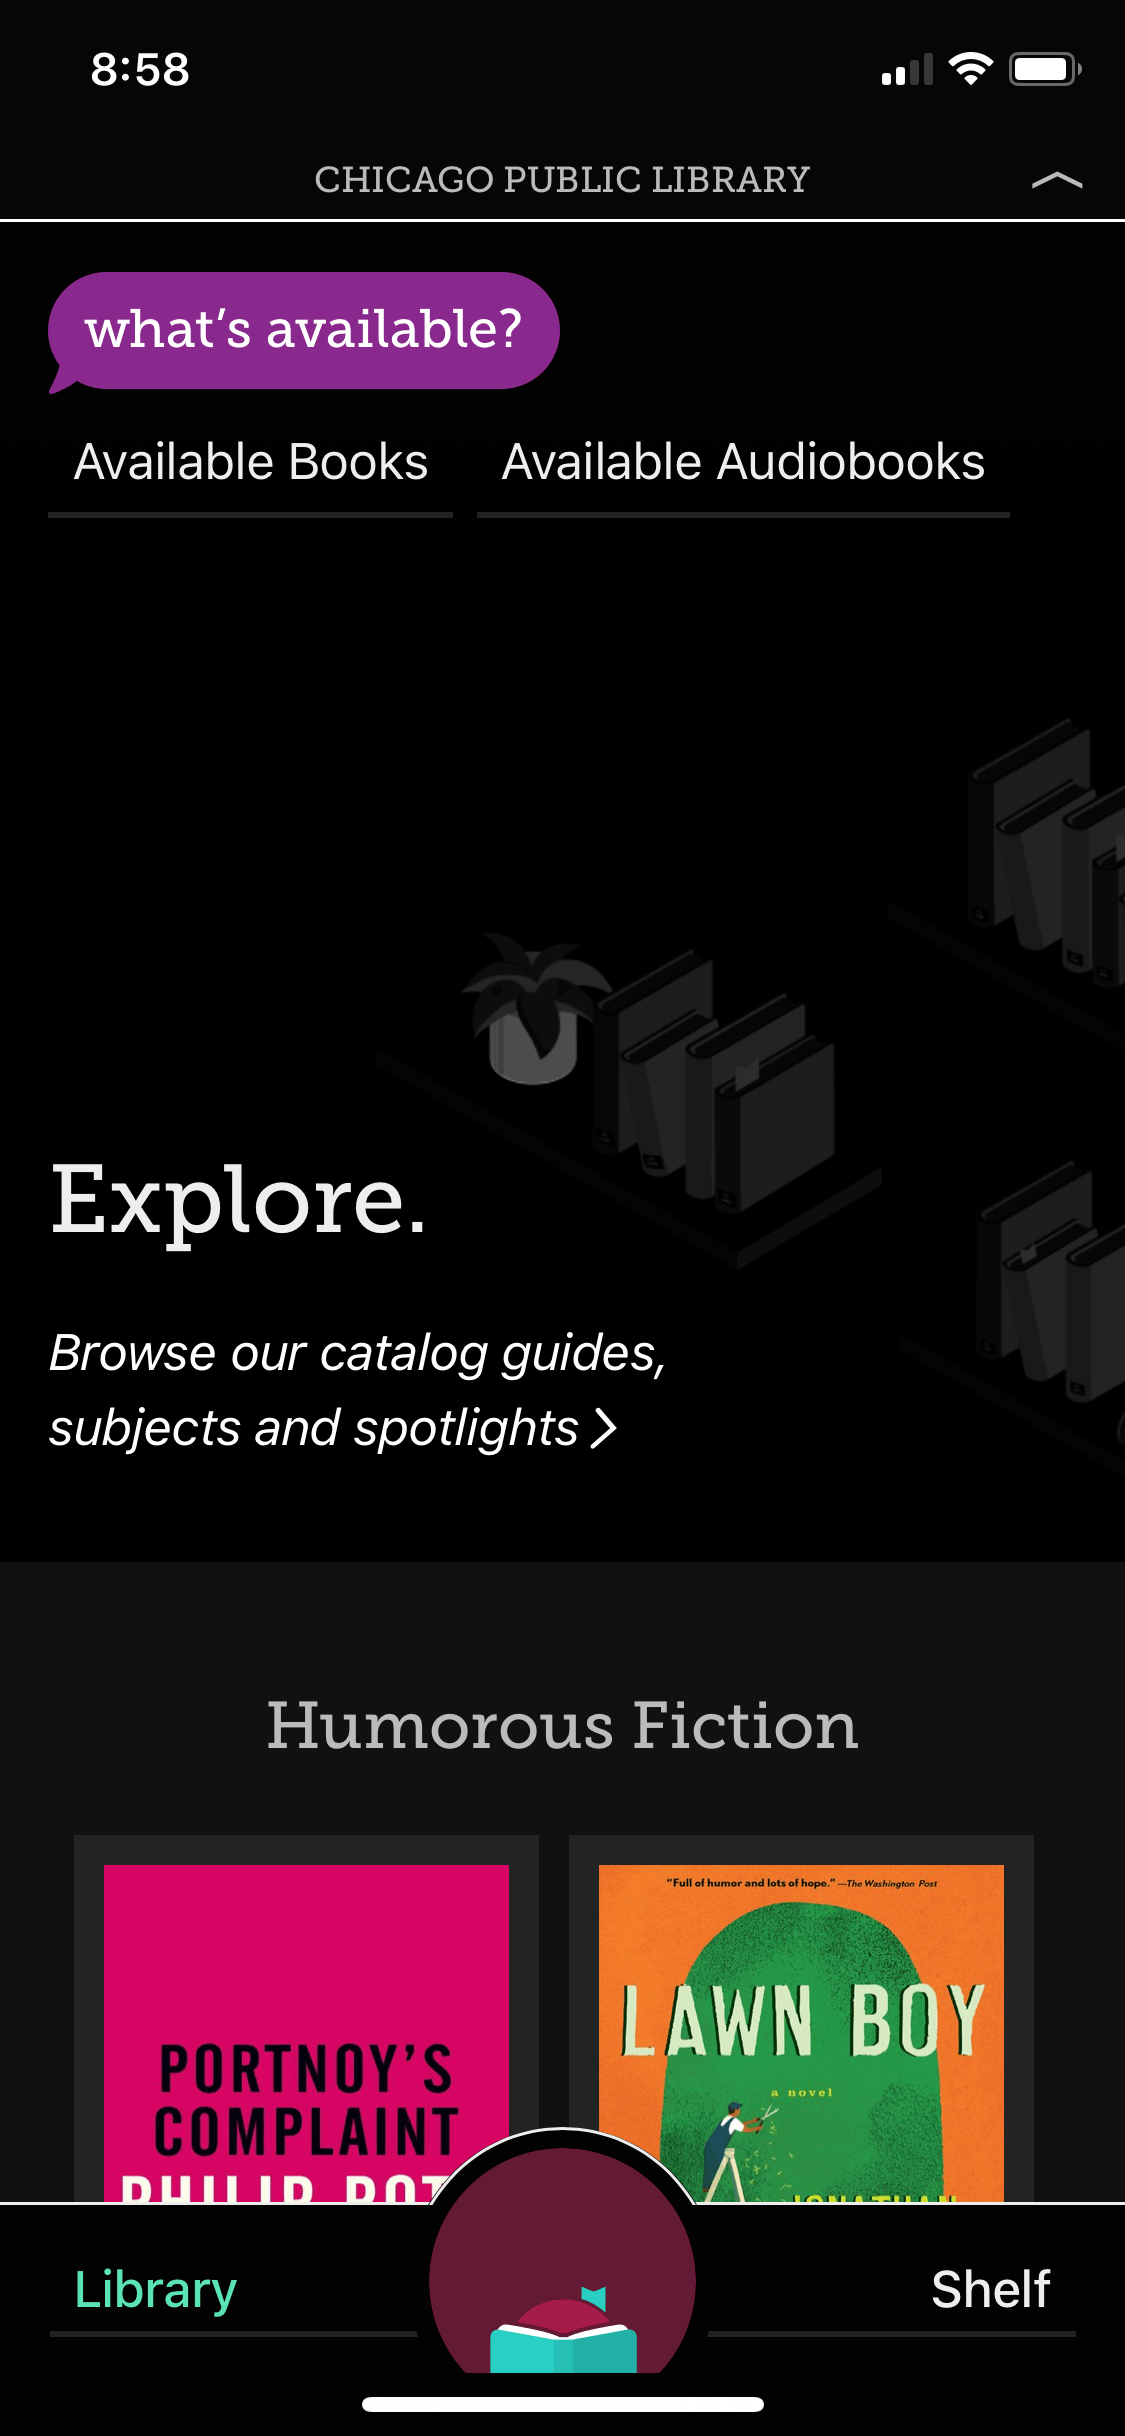 8:58
CHICAGO PUBLIC LIBRARY
what's available?
Available Books
Available Audiobooks
Explore.
Browse our catalog guides,
subjects and spotlights
Humorous Fiction
PORTNOY'S
COMPLAINT
PHILIP
"Full of humor and lots of hope." —The Washington Post
LAWN BOY
a novel
JONATHAN
Library
Shelf